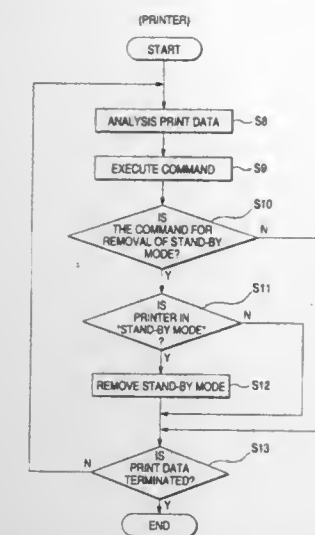 (PRINTER)
START
ANALYSIS PRINT DATA
S8
EXECUTE COMMAND
S9
IS
THE COMMAND FOR
REMOVAL OF STAND-BY
MODE?
S10
N
Y
IS
PRINTER IN
"STAND-BY MODE"
?
S11
N
Y
REMOVE STAND-BY MODE
S12
IS
PRINT DATA
TERMINATED?
S13
N
Y
END